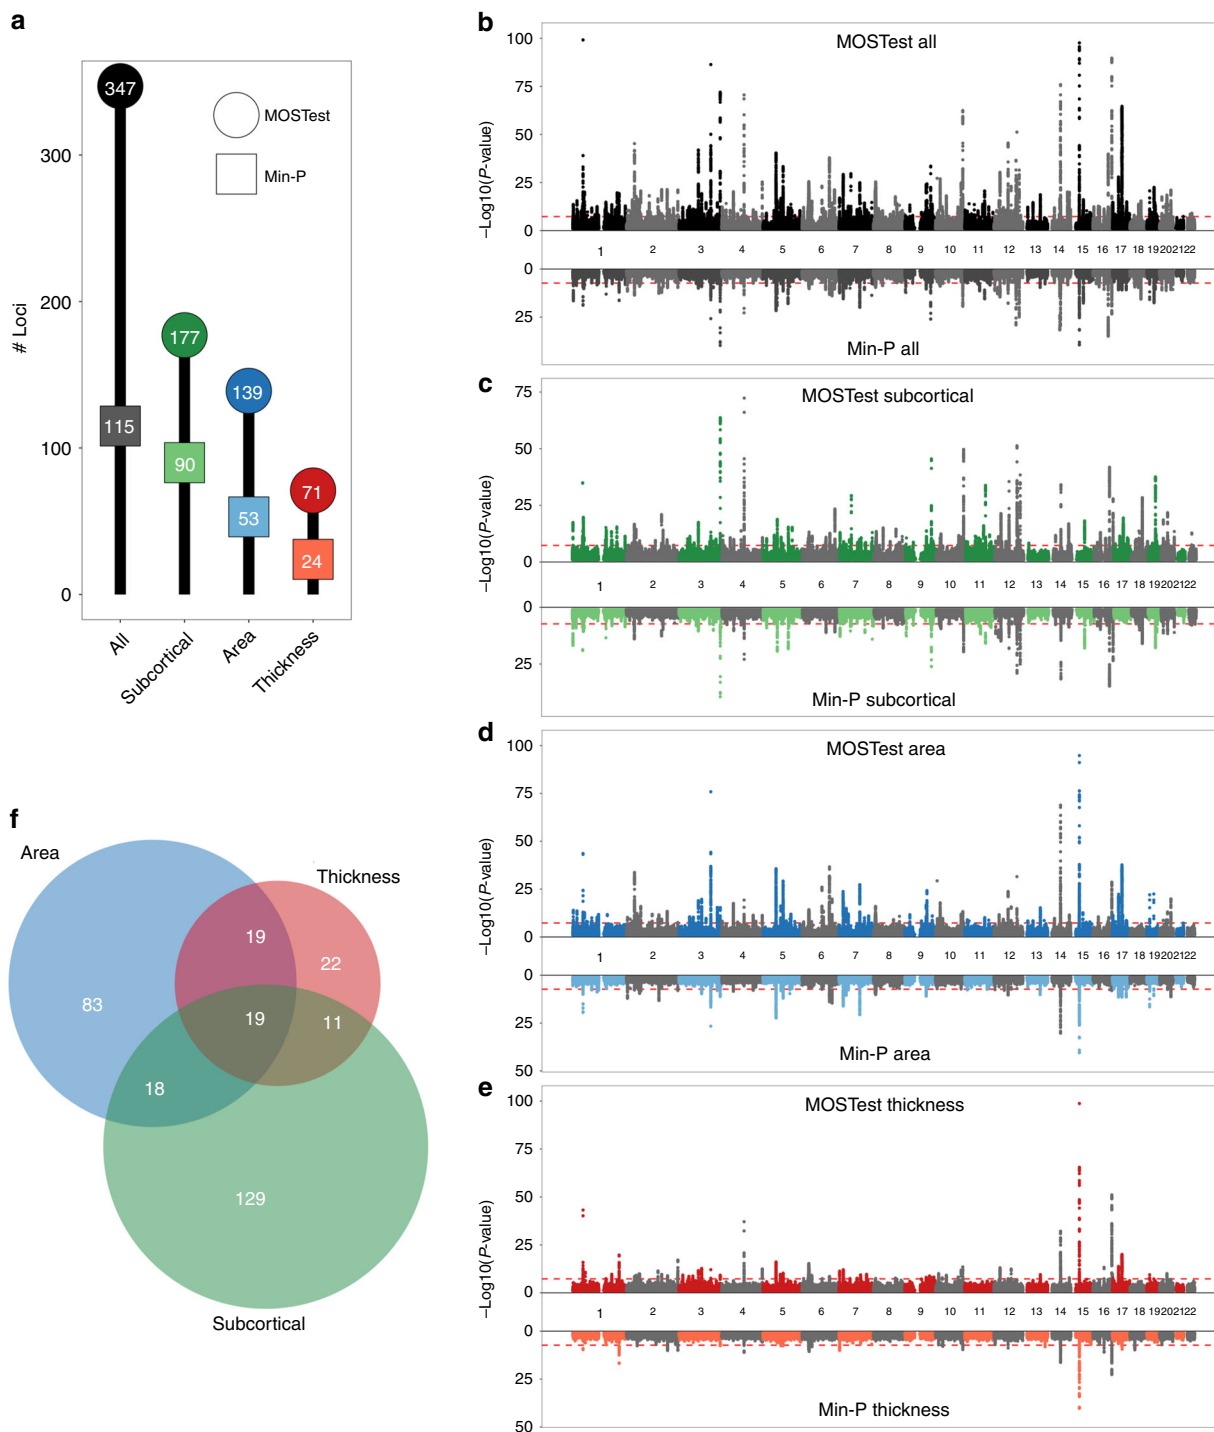 a
347
MOSTest
Min-P
300
200
100
0
# Loci
177
139
115
90
71
53
24
All
Subcortical
Area
Thickness
b
MOSTest all
100
75
50
25
0
–Log10(P-value)
1 2 3 4 5 6 7 8 9 10 11 12 13 14 15 16 17 18 19 20 21 22
0
25
Min-P all
c
MOSTest subcortical
75
50
25
0
–Log10(P-value)
1 2 3 4 5 6 7 8 9 10 11 12 13 14 15 16 17 18 19 20 21 22
0
25
Min-P subcortical
d
MOSTest area
100
75
50
25
0
–Log10(P-value)
1 2 3 4 5 6 7 8 9 10 11 12 13 14 15 16 17 18 19 20 21 22
0
25
50
Min-P area
e
MOSTest thickness
100
75
50
25
0
–Log10(P-value)
1 2 3 4 5 6 7 8 9 10 11 12 13 14 15 16 17 18 19 20 21 22
0
25
50
Min-P thickness
f
Area
Thickness
19
22
83
19
11
18
129
Subcortical